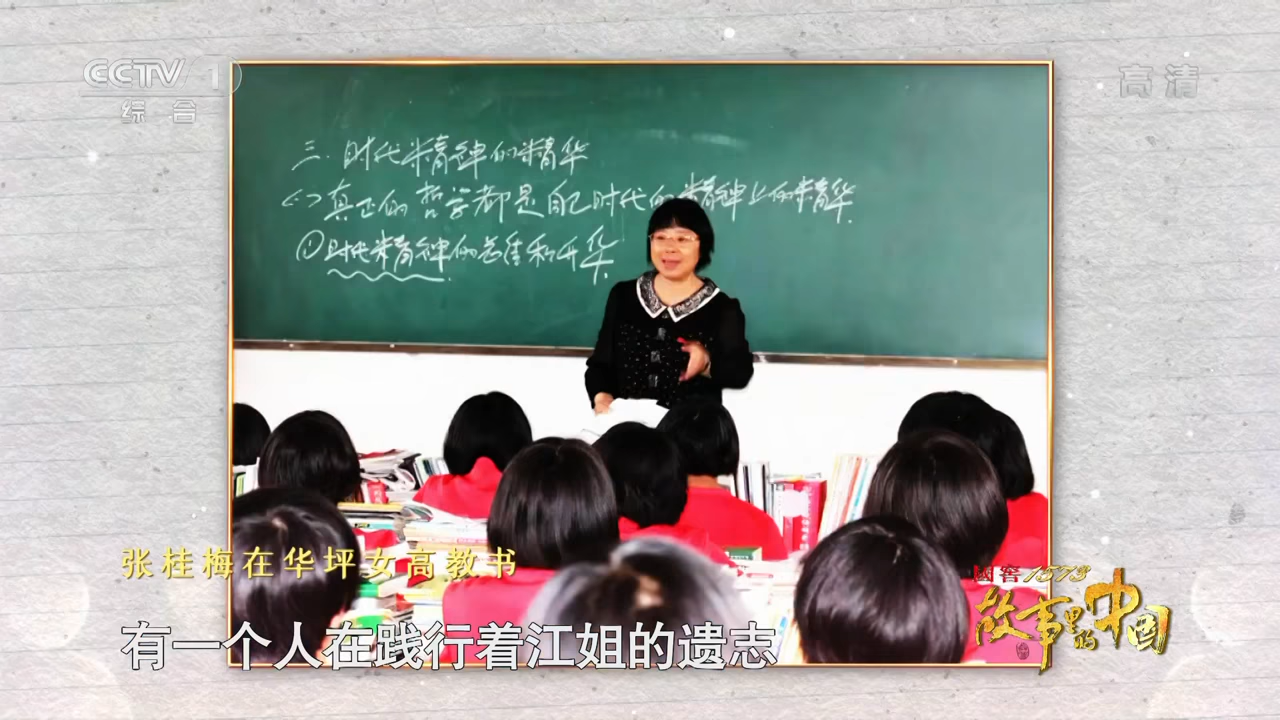 CCTV 1
综合
高清
三.时代精神的精华
(一)真正的哲学都是自己时代的精神上的精华.
①时代精神的总结和升华.
张桂梅在华坪女高教书
國窖1573
故事里的中国
有一个人在践行着江姐的遗志